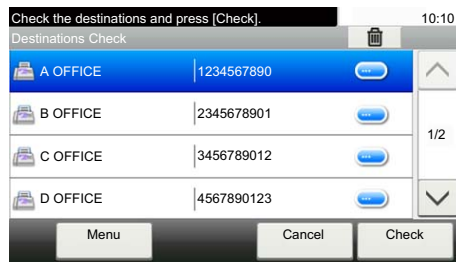 Check the destinations and press [Check].
10:10
Destinations Check
A OFFICE 1234567890
B OFFICE 2345678901
1/2
C OFFICE 3456789012
D OFFICE 4567890123
Menu Cancel Check